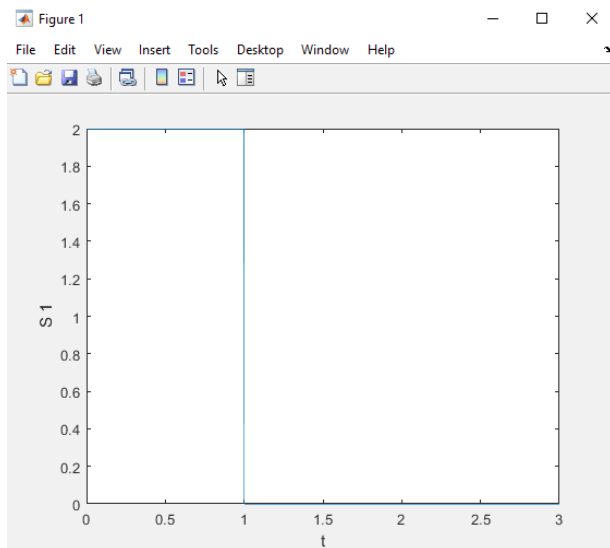 Figure 1
File Edit View Insert Tools Desktop Window Help
2
1.8
1.6
1.4
1.2
1
0.8
0.6
0.4
0.2
0
S 1
0 0.5 1 1.5 2 2.5 3
t